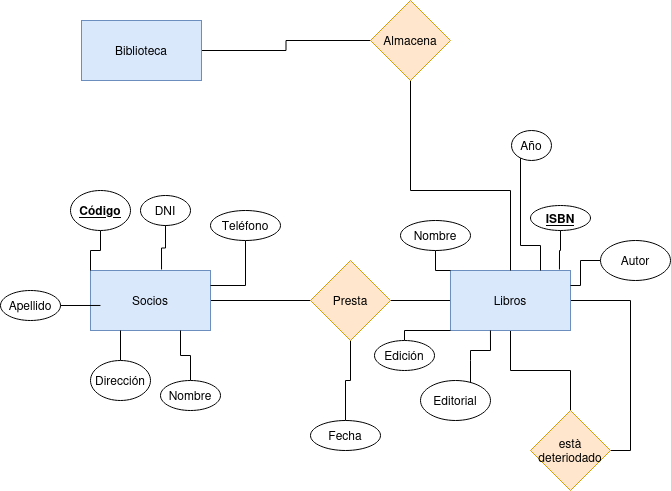 Almacena
Biblioteca
Año
Código
DNI
ISBN
Teléfono
Nombre
Autor
Apellido
Socios
Presta
Libros
Edición
Dirección
Nombre
Editorial
Fecha
està
deteriodado